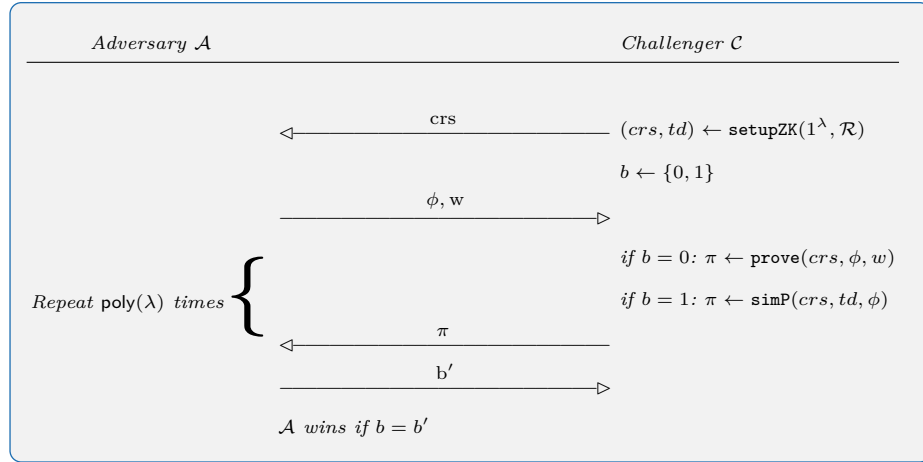 Adversary 𝒜 Challenger 𝒞
crs (crs, td) ← setupZK(1^λ, ℛ)
b ← {0, 1}
ϕ, w
if b = 0: π ← prove(crs, ϕ, w)
Repeat poly(λ) times { if b = 1: π ← simP(crs, td, ϕ)
π
b′
𝒜 wins if b = b′